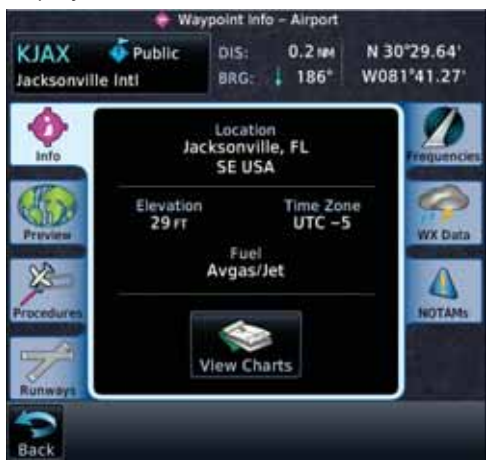 Waypoint Info – Airport
KJAX Public
Jacksonville Intl
DIS: 0.2 NM N 30°29.64'
BRG: 186° W081°41.27'
Info
Preview
Procedures
Runways
Location
Jacksonville, FL
SE USA
Elevation Time Zone
29 FT UTC –5
Fuel
Avgas/Jet
View Charts
Frequencies
WX Data
NOTAMs
Back